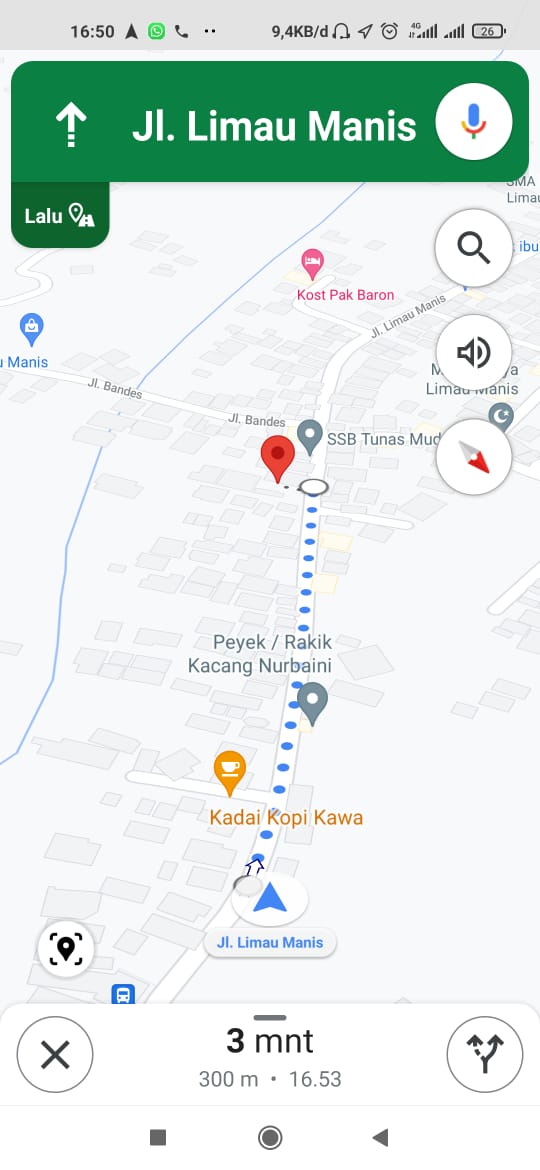 16:50
9,4KB/d
4G
26
Jl. Limau Manis
Lalu
SMA
Limau
ibu
Kost Pak Baron
Jl. Limau Manis
Manis
ya
Limau Manis
Jl. Bandes
Jl. Bandes
SSB Tunas Mud
Peyek / Rakik
Kacang Nurbaini
Kadai Kopi Kawa
Jl. Limau Manis
3 mnt
300 m • 16.53